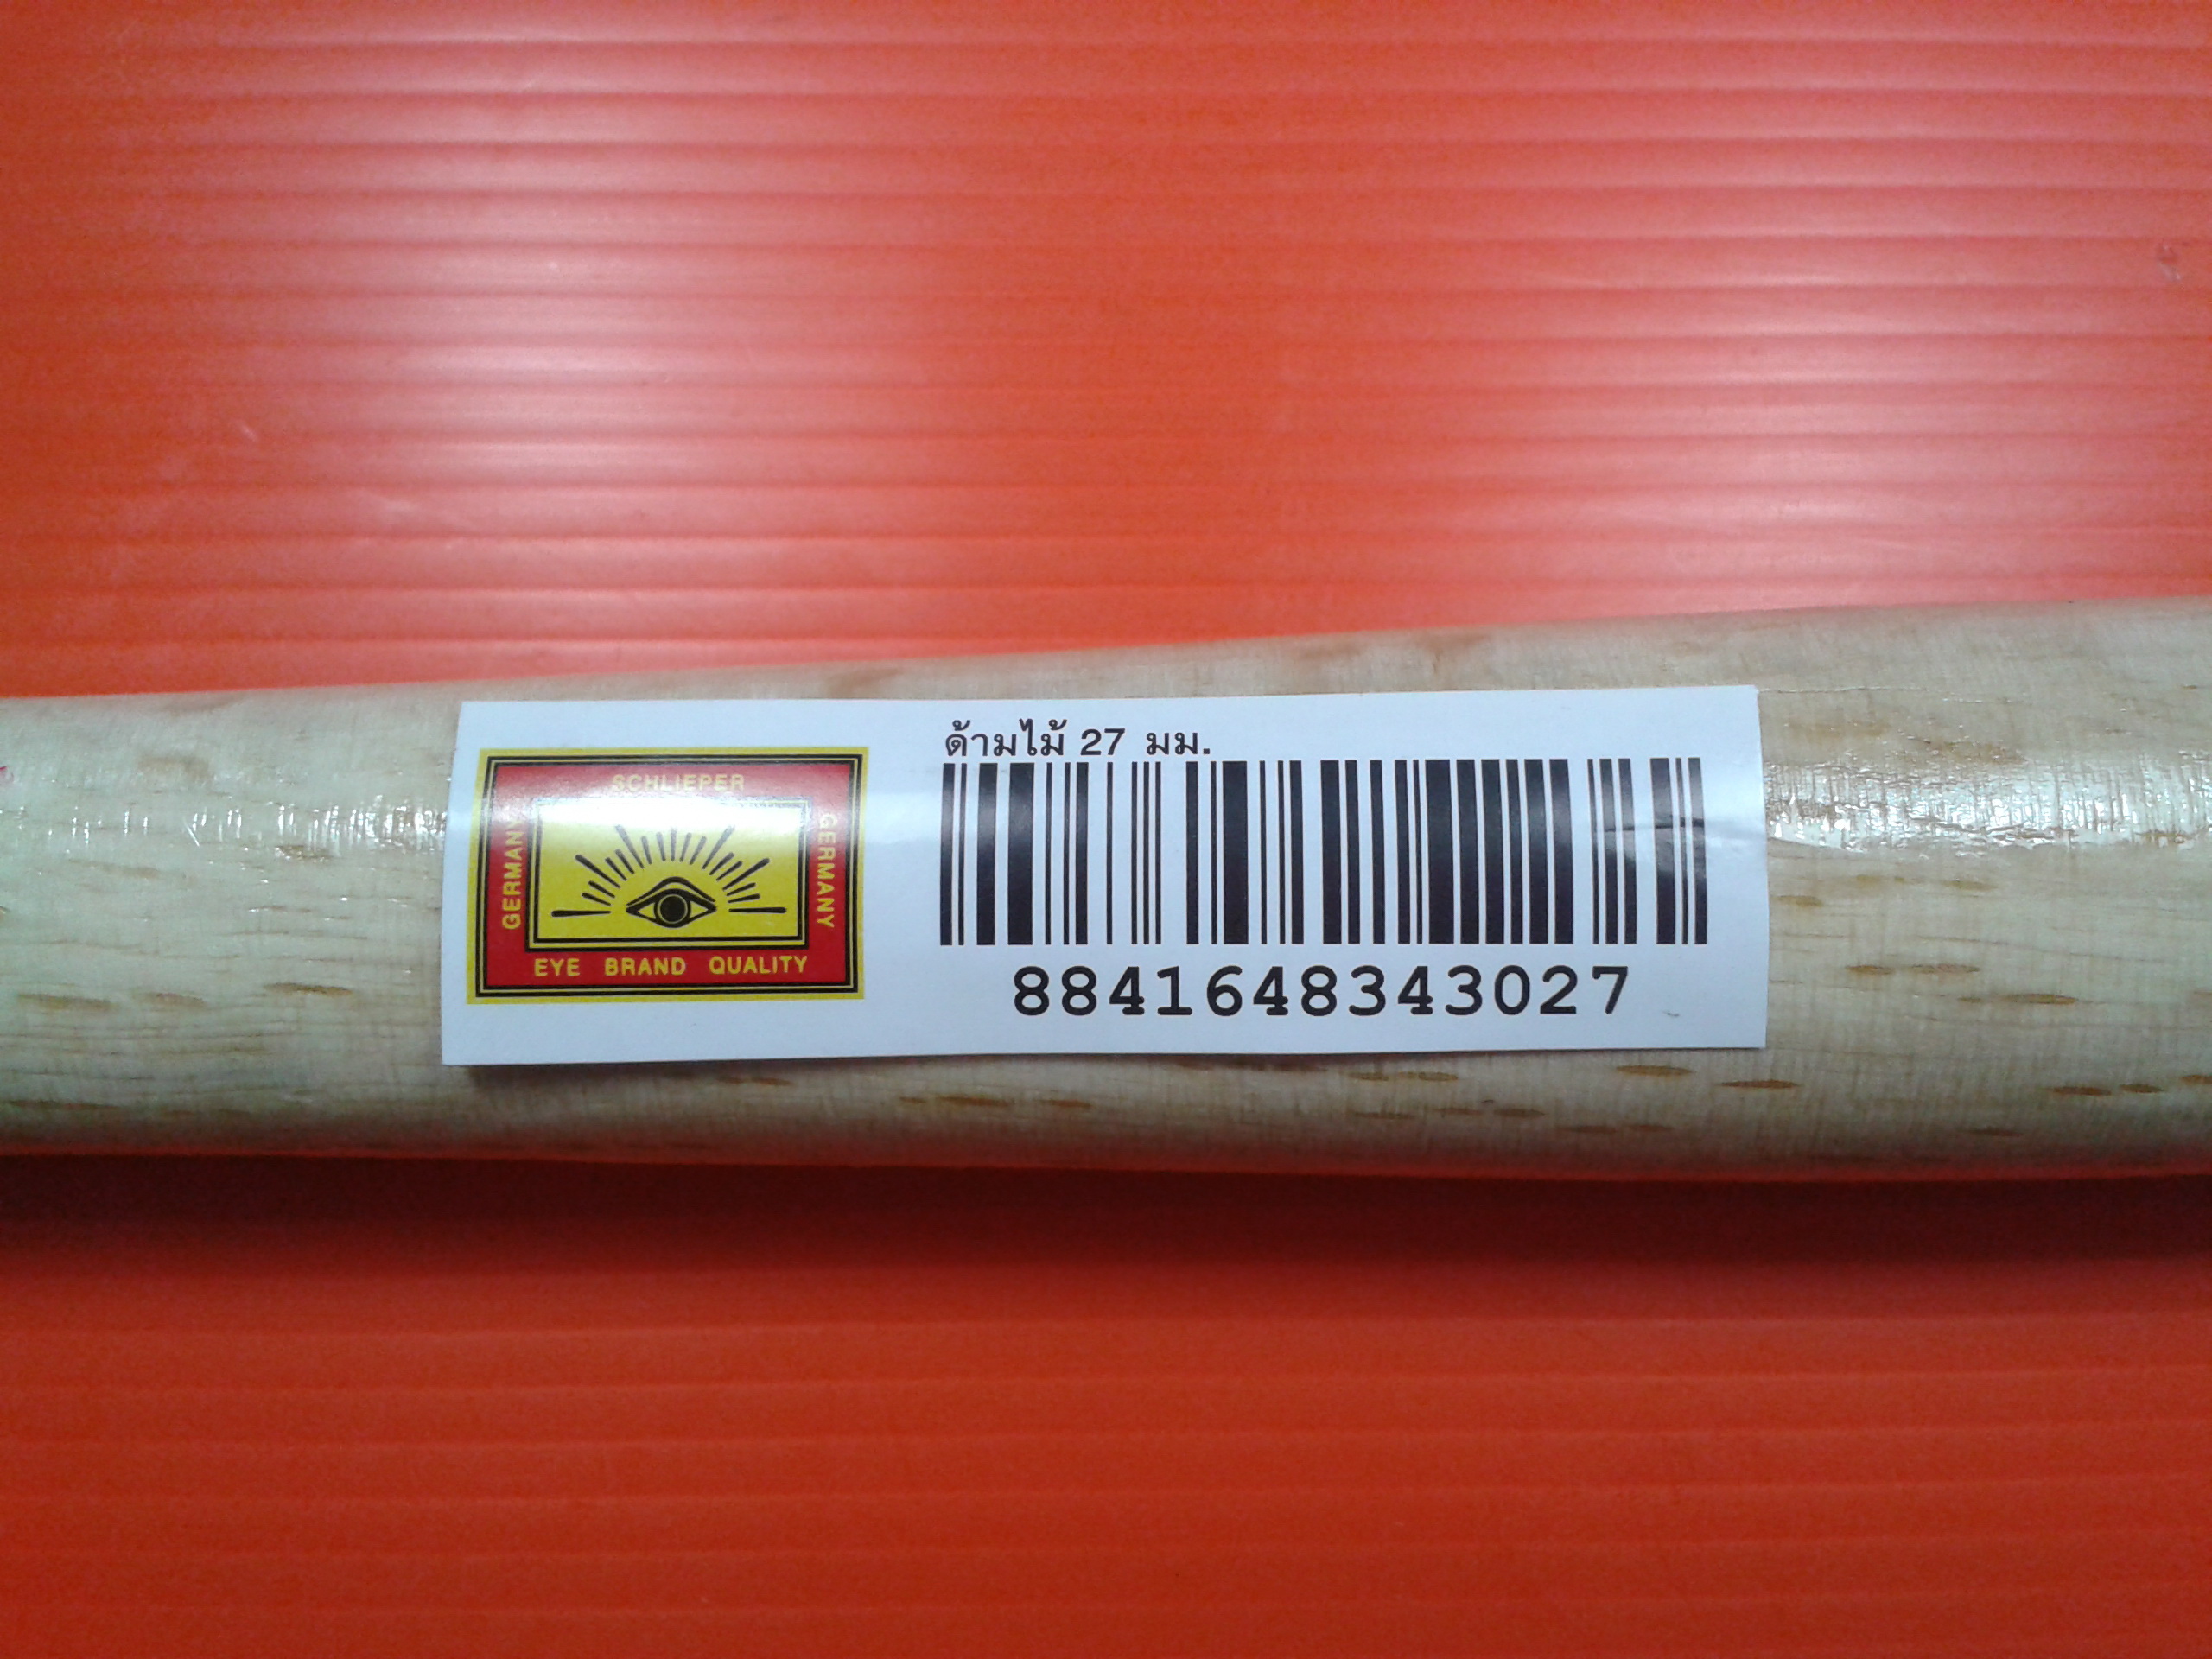 SCHLIEPER
GERMANY
GERMANY
EYE BRAND QUALITY
ด้ามไม้ 27 มม.
8841648343027